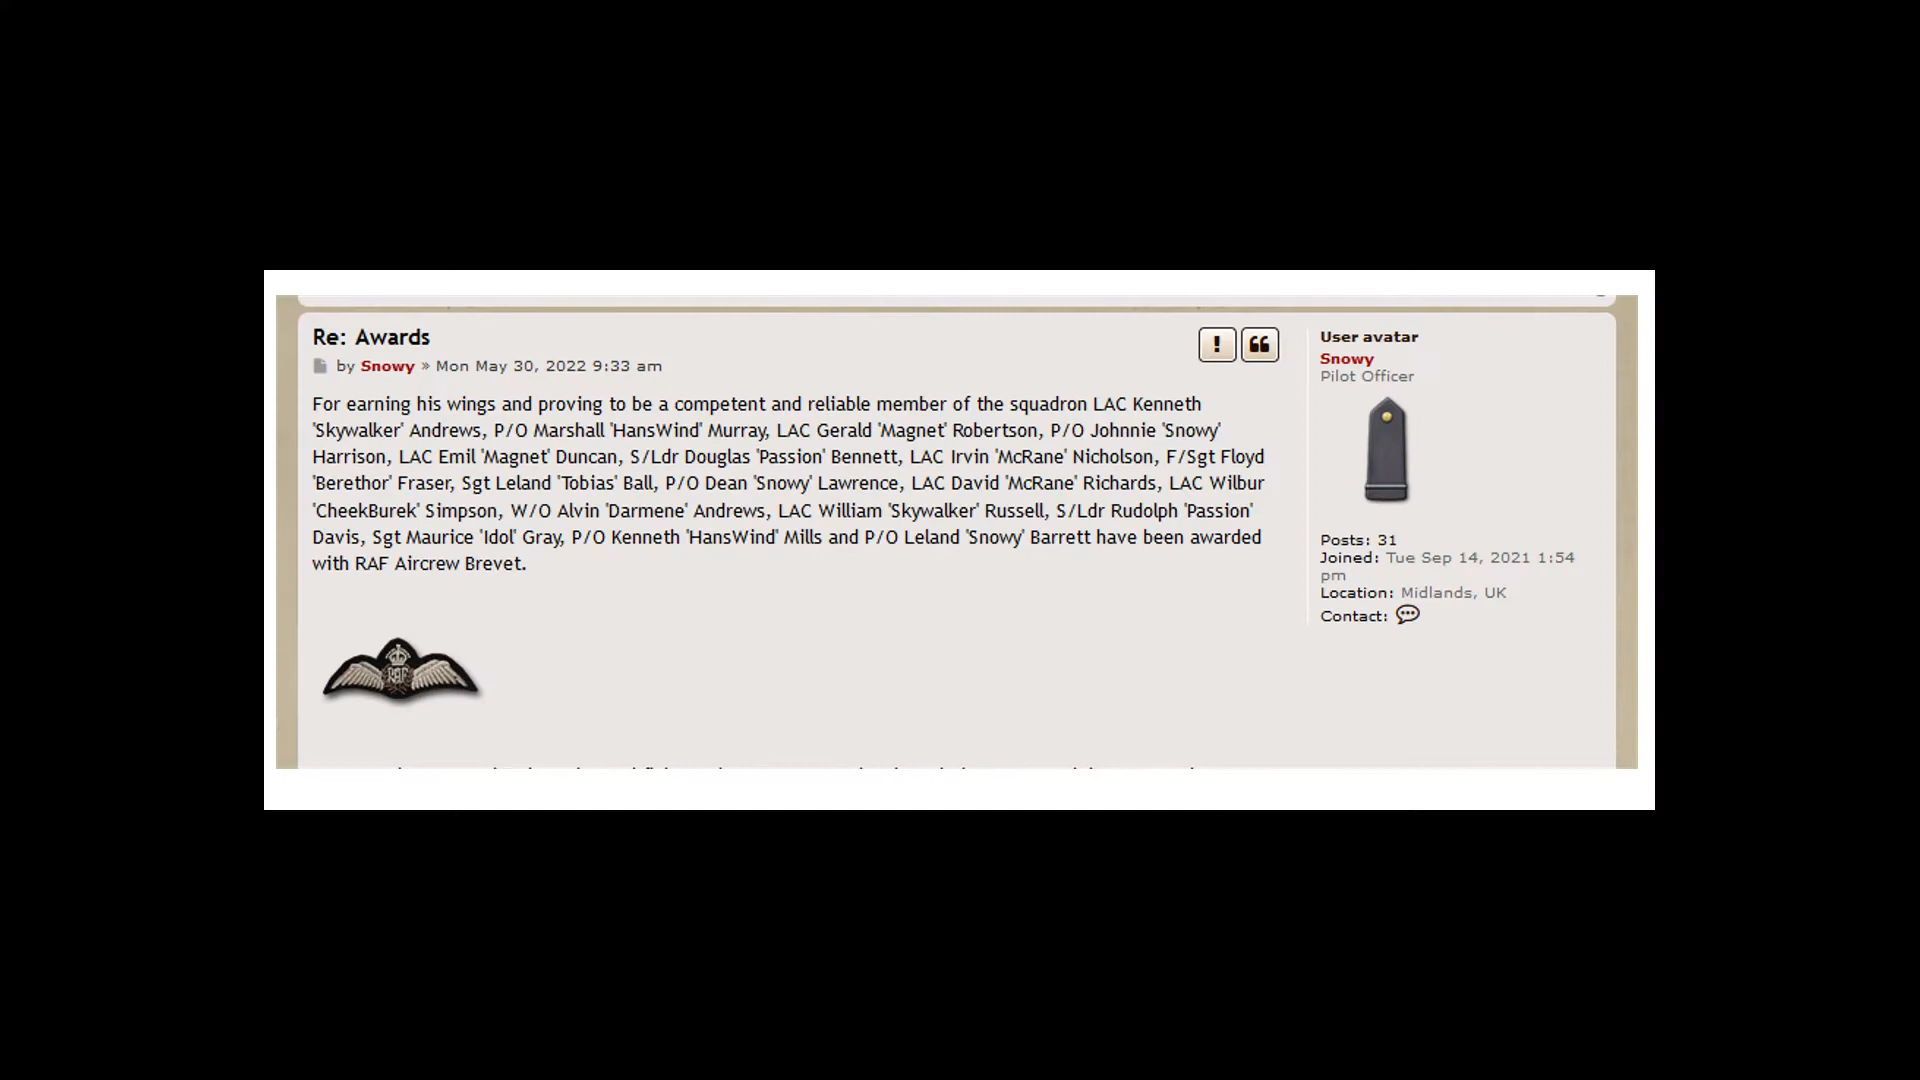 Re: Awards
by Snowy » Mon May 30, 2022 9:33 am
For earning his wings and proving to be a competent and reliable member of the squadron LAC Kenneth
'Skywalker' Andrews, P/O Marshall 'HansWind' Murray, LAC Gerald 'Magnet' Robertson, P/O Johnnie 'Snowy'
Harrison, LAC Emil 'Magnet' Duncan, S/Ldr Douglas 'Passion' Bennett, LAC Irvin 'McRane' Nicholson, F/Sgt Floyd
'Berethor' Fraser, Sgt Leland 'Tobias' Ball, P/O Dean 'Snowy' Lawrence, LAC David 'McRane' Richards, LAC Wilbur
'CheekBurek' Simpson, W/O Alvin 'Darmene' Andrews, LAC William 'Skywalker' Russell, S/Ldr Rudolph 'Passion'
Davis, Sgt Maurice 'Idol' Gray, P/O Kenneth 'HansWind' Mills and P/O Leland 'Snowy' Barrett have been awarded
with RAF Aircrew Brevet.
RAF
User avatar
Snowy
Pilot Officer
Posts: 31
Joined: Tue Sep 14, 2021 1:54
pm
Location: Midlands, UK
Contact: